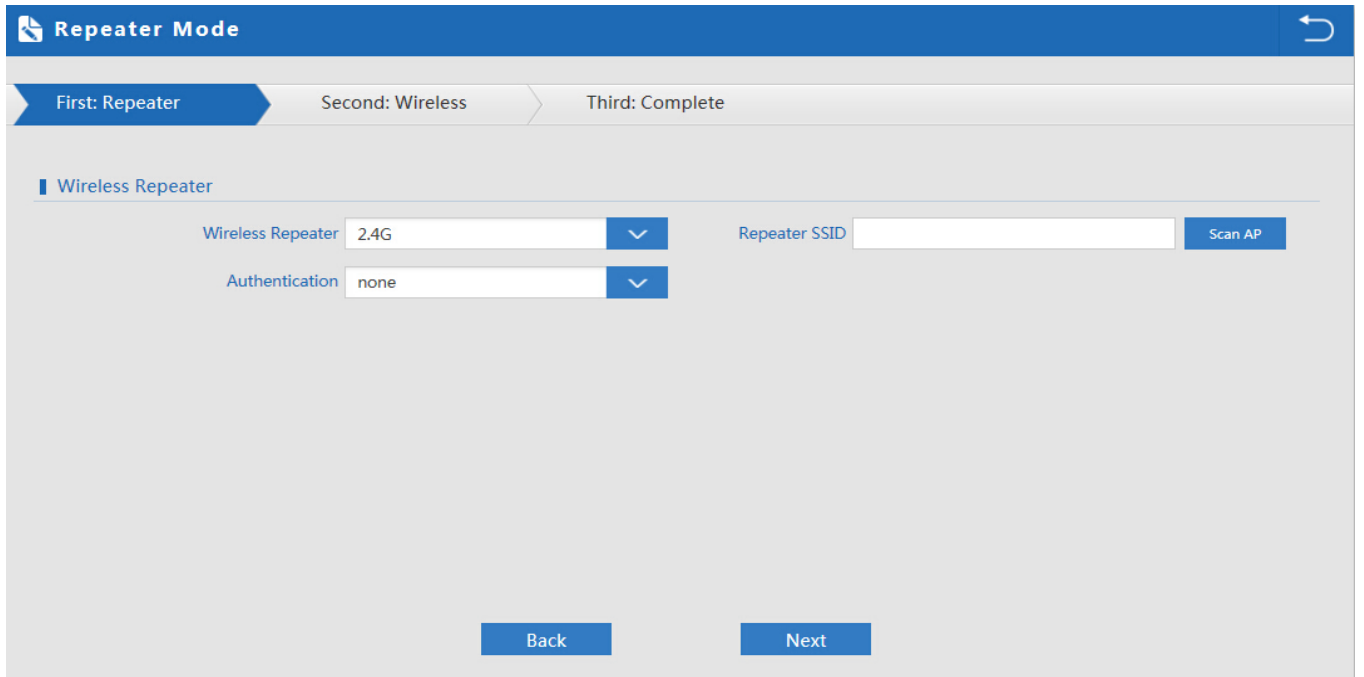 Repeater Mode
First: Repeater Second: Wireless Third: Complete
Wireless Repeater
Wireless Repeater 2.4G Repeater SSID Scan AP
Authentication none
Back Next